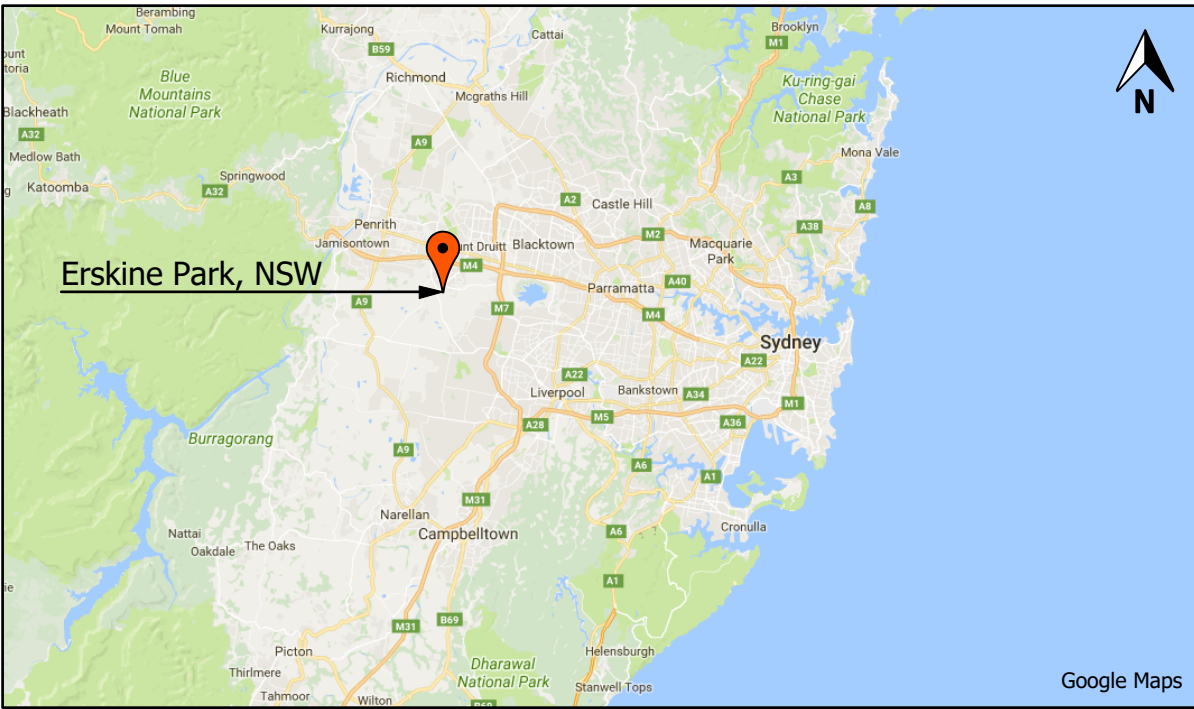 Berambing
Mount Tomah
Kurrajong
Cattai
Brooklyn
B59
M1
Richmond
Blue
Mountains
National Park
Mcgraths Hill
Ku-ring-gai
Chase
National Park
N
Blackheath
A32
A9
Mona Vale
Medlow Bath
Katoomba
Springwood
A32
A2
Castle Hill
A3
A8
Penrith
A38
M2
Jamisontown
Druitt
Blacktown
Macquarie
Park
M4
Erskine Park, NSW
A40
Parramatta
A9
M7
M4
Sydney
A22
A22
Liverpool
Bankstown
A34
M1
M5
A28
A36
Burragorang
A9
A6
A1
M31
Narellan
Campbelltown
Cronulla
Nattai
Oakdale
The Oaks
A6
A1
B69
M31
Picton
Helensburgh
Thirlmere
Dharawal
National Park
Tahmoor
Wilton
Stanwell Tops
Google Maps